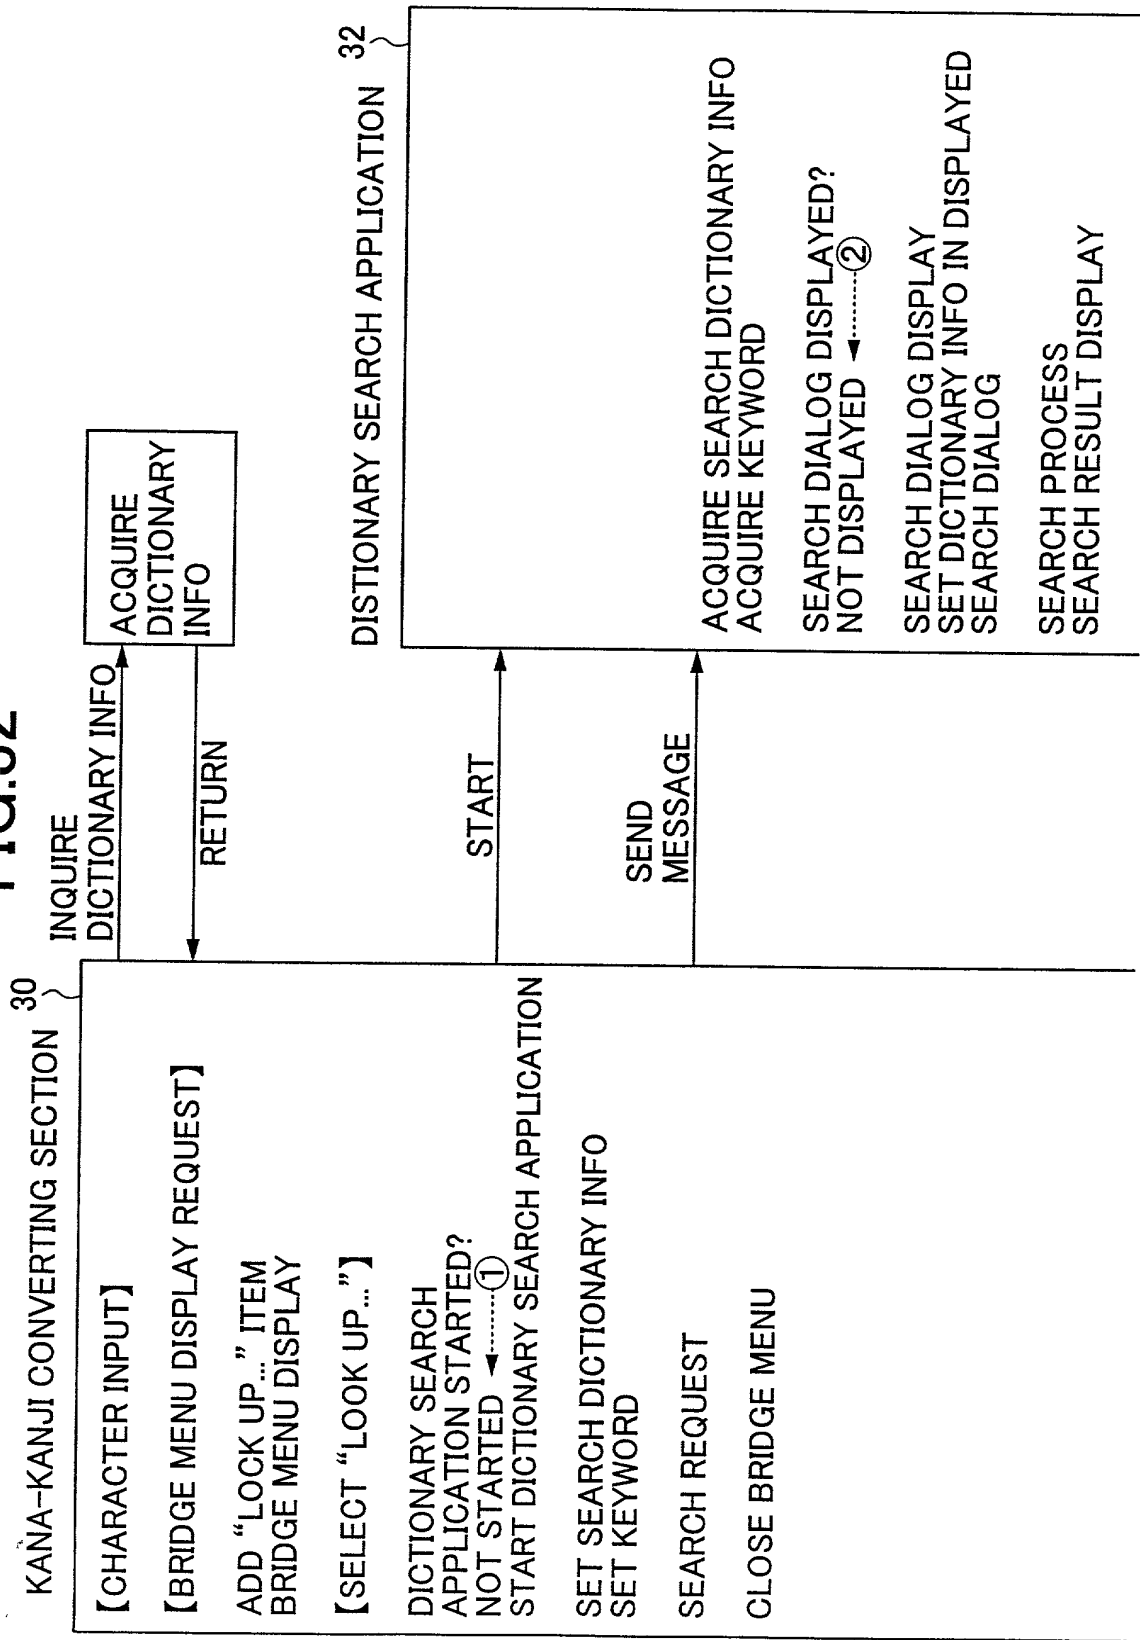 KANA-KANJI CONVERTING SECTION
30
【CHARACTER INPUT】
【BRIDGE MENU DISPLAY REQUEST】
ADD “LOCK UP...” ITEM
BRIDGE MENU DISPLAY
【SELECT “LOOK UP...”】
DICTIONARY SEARCH
APPLICATION STARTED?
NOT STARTED ①
START DICTIONARY SEARCH APPLICATION
SET SEARCH DICTIONARY INFO
SET KEYWORD
SEARCH REQUEST
CLOSE BRIDGE MENU
INQUIRE
DICTIONARY INFO
RETURN
START
SEND
MESSAGE
ACQUIRE
DICTIONARY
INFO
DISTIONARY SEARCH APPLICATION
32
ACQUIRE SEARCH DICTIONARY INFO
ACQUIRE KEYWORD
SEARCH DIALOG DISPLAYED?
NOT DISPLAYED ②
SEARCH DIALOG DISPLAY
SET DICTIONARY INFO IN DISPLAYED
SEARCH DIALOG
SEARCH PROCESS
SEARCH RESULT DISPLAY